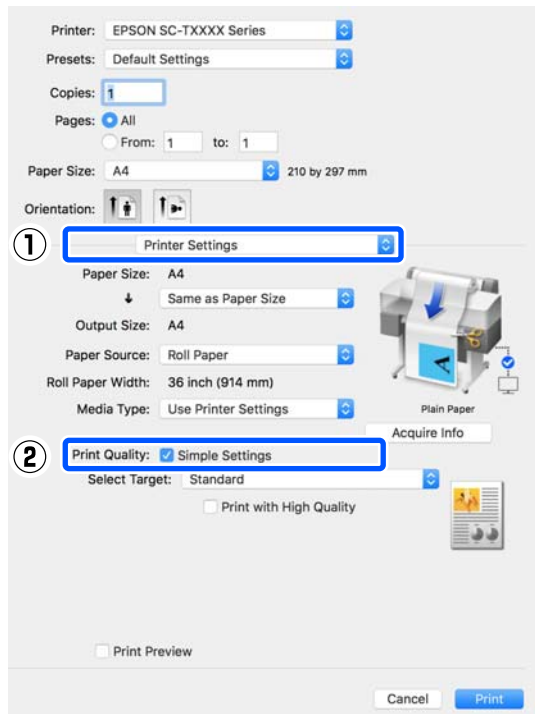 Printer: EPSON SC-TXXXX Series
Presets: Default Settings
Copies: 1
Pages: All
From: 1 to: 1
Paper Size: A4 210 by 297 mm
Orientation:
① Printer Settings
Paper Size: A4
Same as Paper Size
Output Size: A4
Paper Source: Roll Paper
Roll Paper Width: 36 inch (914 mm)
Media Type: Use Printer Settings
Plain Paper
Acquire Info
② Print Quality: Simple Settings
Select Target: Standard
Print with High Quality
Print Preview
Cancel Print
A